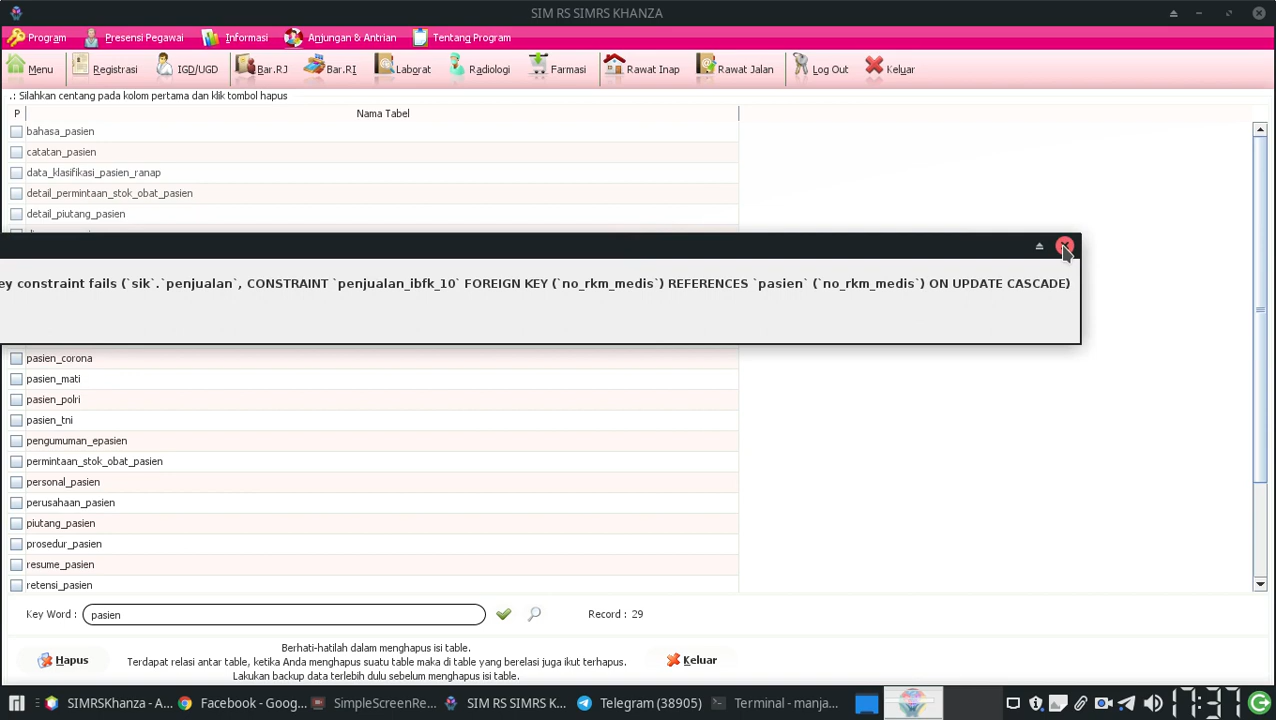 SIM RS SIMRS KHANZA
Program Presensi Pegawai Informasi Anjungan & Antrian Tentang Program
Menu Registrasi IGD/UGD Bar.RJ Bar.RI Laborat Radiologi Farmasi Rawat Inap Rawat Jalan Log Out Keluar
.: Silahkan centang pada kolom pertama dan klik tombol hapus
P Nama Tabel
bahasa_pasien
catatan_pasien
data_klasifikasi_pasien_ranap
detail_permintaan_stok_obat_pasien
detail_piutang_pasien
ey constraint fails (`sik`.`penjualan`, CONSTRAINT `penjualan_ibfk_10` FOREIGN KEY (`no_rkm_medis`) REFERENCES `pasien` (`no_rkm_medis`) ON UPDATE CASCADE)
pasien_corona
pasien_mati
pasien_polri
pasien_tni
pengumuman_epasien
permintaan_stok_obat_pasien
personal_pasien
perusahaan_pasien
piutang_pasien
prosedur_pasien
resume_pasien
retensi_pasien
Key Word : pasien Record : 29
Hapus
Berhati-hatilah dalam menghapus isi table.
Terdapat relasi antar table, ketika Anda menghapus suatu table maka di table yang berelasi juga ikut terhapus.
Lakukan backup data terlebih dulu sebelum menghapus isi table.
Keluar
SIMRSKhanza - A... Facebook - Goog... SimpleScreenRe... SIM RS SIMRS K... Telegram (38905) Terminal - manja... 17:37